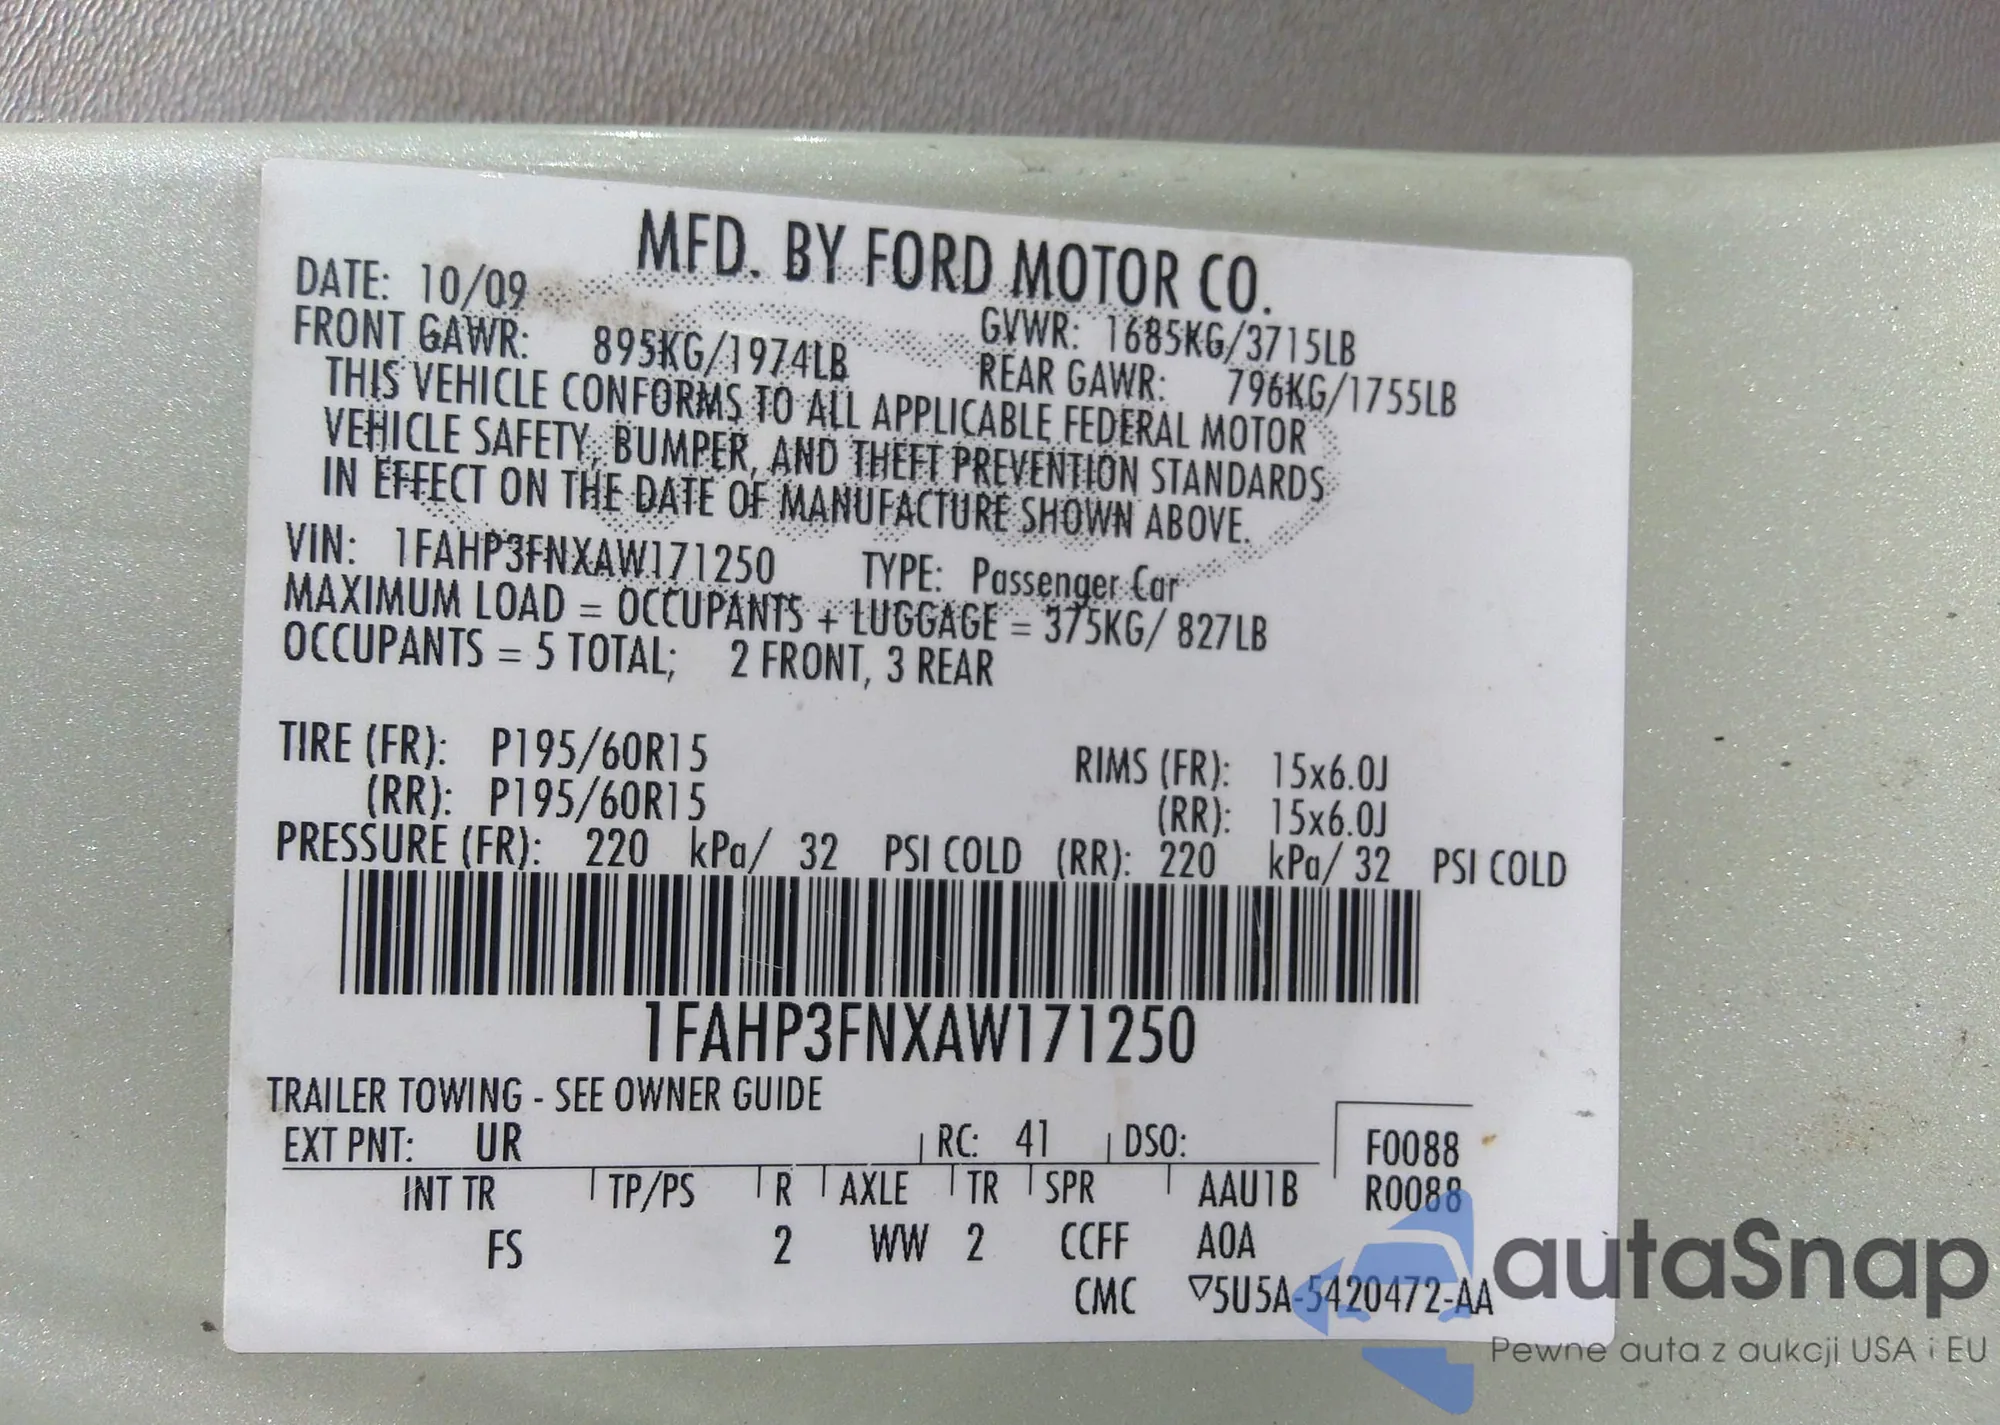 MFD. BY FORD MOTOR CO.
DATE: 10/09 GVWR: 1685KG/3715LB
FRONT GAWR: 895KG/1974LB REAR GAWR: 796KG/1755LB
THIS VEHICLE CONFORMS TO ALL APPLICABLE FEDERAL MOTOR
VEHICLE SAFETY, BUMPER, AND THEFT PREVENTION STANDARDS
IN EFFECT ON THE DATE OF MANUFACTURE SHOWN ABOVE.
VIN: 1FAHP3FNXAW171250 TYPE: Passenger Car
MAXIMUM LOAD = OCCUPANTS + LUGGAGE = 375KG/ 827LB
OCCUPANTS = 5 TOTAL; 2 FRONT, 3 REAR
TIRE (FR): P195/60R15 RIMS (FR): 15x6.0J
(RR): P195/60R15 (RR): 15x6.0J
PRESSURE (FR): 220 kPa/ 32 PSI COLD (RR): 220 kPa/ 32 PSI COLD
1FAHP3FNXAW171250
TRAILER TOWING - SEE OWNER GUIDE
EXT PNT: UR RC: 41 DSO: F0088
INT TR TP/PS R AXLE TR SPR AAU1B R0088
FS 2 WW 2 CCFF A0A
CMC ▽5U5A-5420472-AA
autaSnap
Pewne auta z aukcji USA i EU